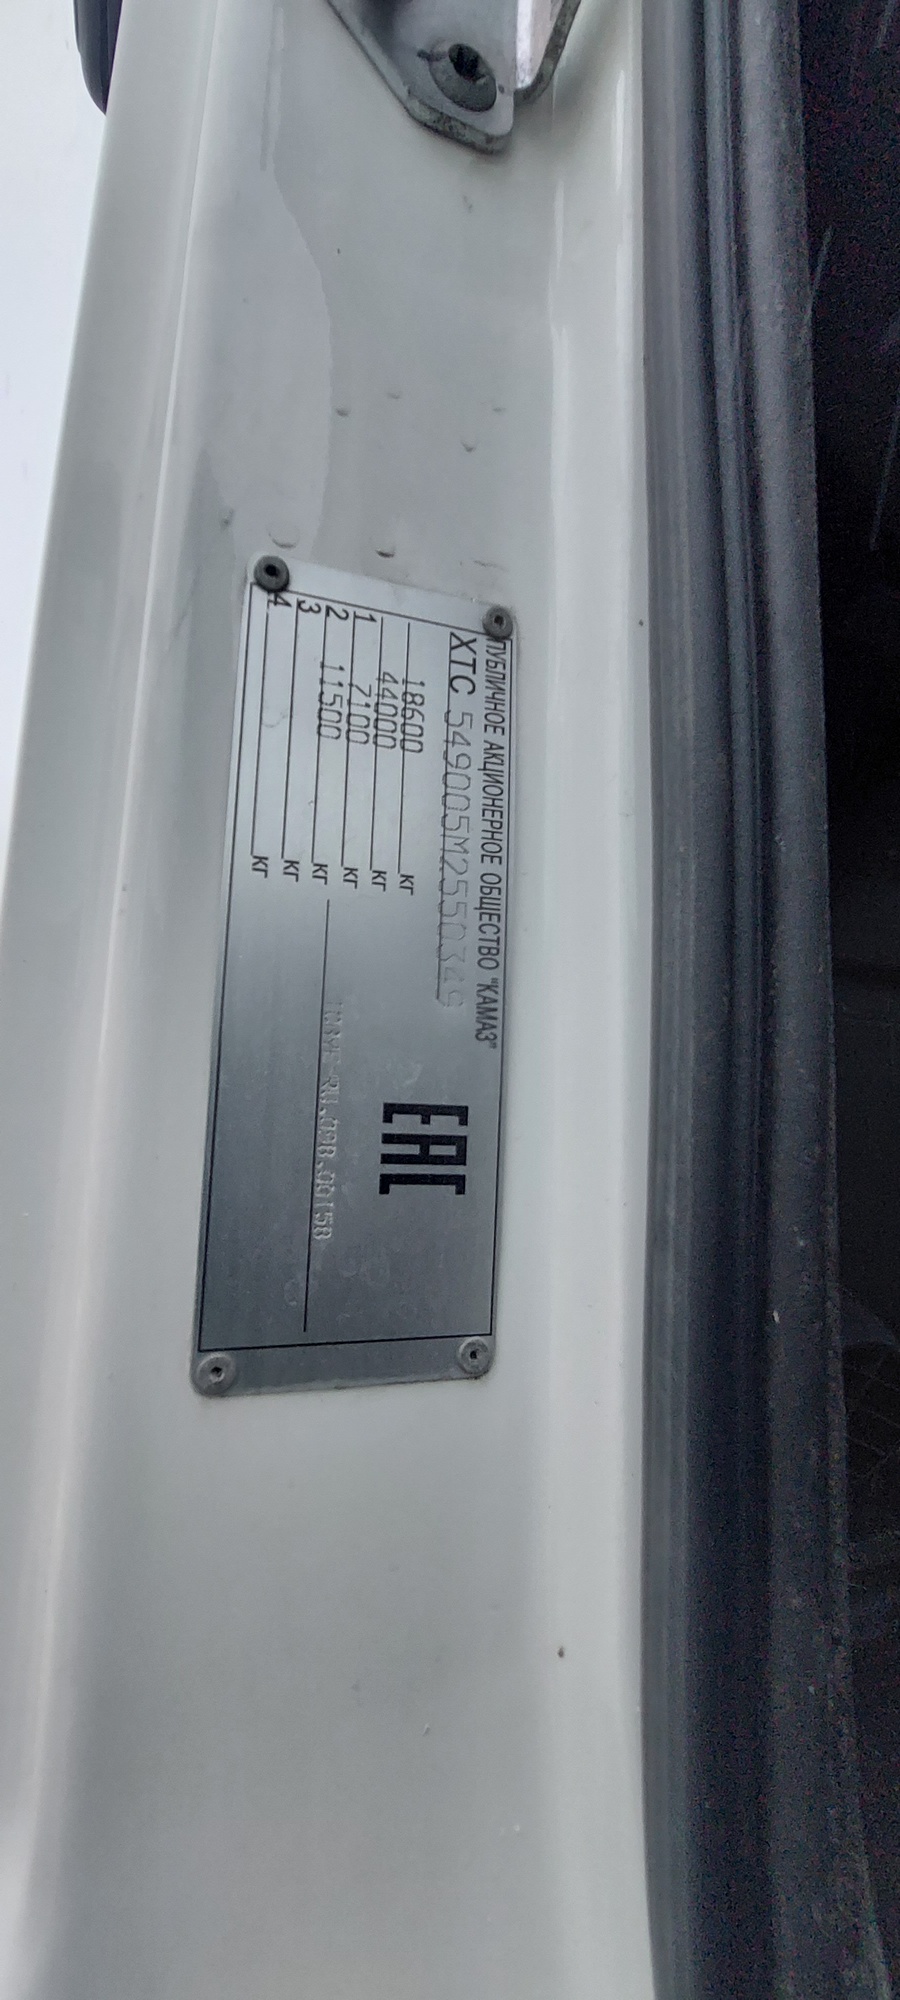 ПУБЛИЧНОЕ АКЦИОНЕРНОЕ ОБЩЕСТВО "КАМАЗ"
XTC 549005M2550349
18600 кг
44000 кг
1 7100 кг
2 11500 кг
3 кг
4 кг
EAC